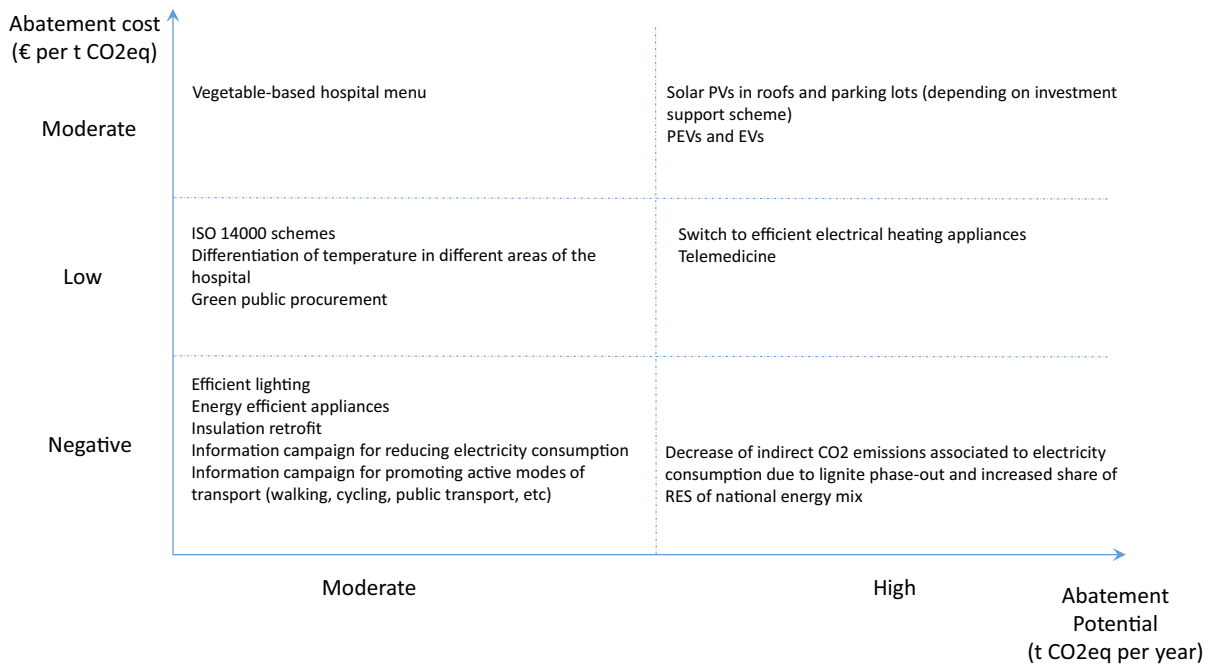 Abatement cost
(€ per t CO2eq)
Moderate
Vegetable-based hospital menu
Solar PVs in roofs and parking lots (depending on investment
support scheme)
PEVs and EVs
Low
ISO 14000 schemes
Differentiation of temperature in different areas of the
hospital
Green public procurement
Switch to efficient electrical heating appliances
Telemedicine
Negative
Efficient lighting
Energy efficient appliances
Insulation retrofit
Information campaign for reducing electricity consumption
Information campaign for promoting active modes of
transport (walking, cycling, public transport, etc)
Decrease of indirect CO2 emissions associated to electricity
consumption due to lignite phase-out and increased share of
RES of national energy mix
Moderate
High
Abatement
Potential
(t CO2eq per year)